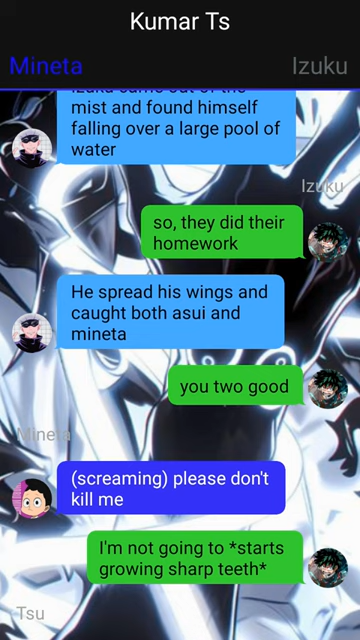 Kumar Ts
Mineta
Izuku
Izuku came out of the
mist and found himself
falling over a large pool of
water
Izuku
so, they did their
homework
He spread his wings and
caught both asui and
mineta
you two good
Mineta
(screaming) please don't
kill me
I'm not going to *starts
growing sharp teeth*
Tsu